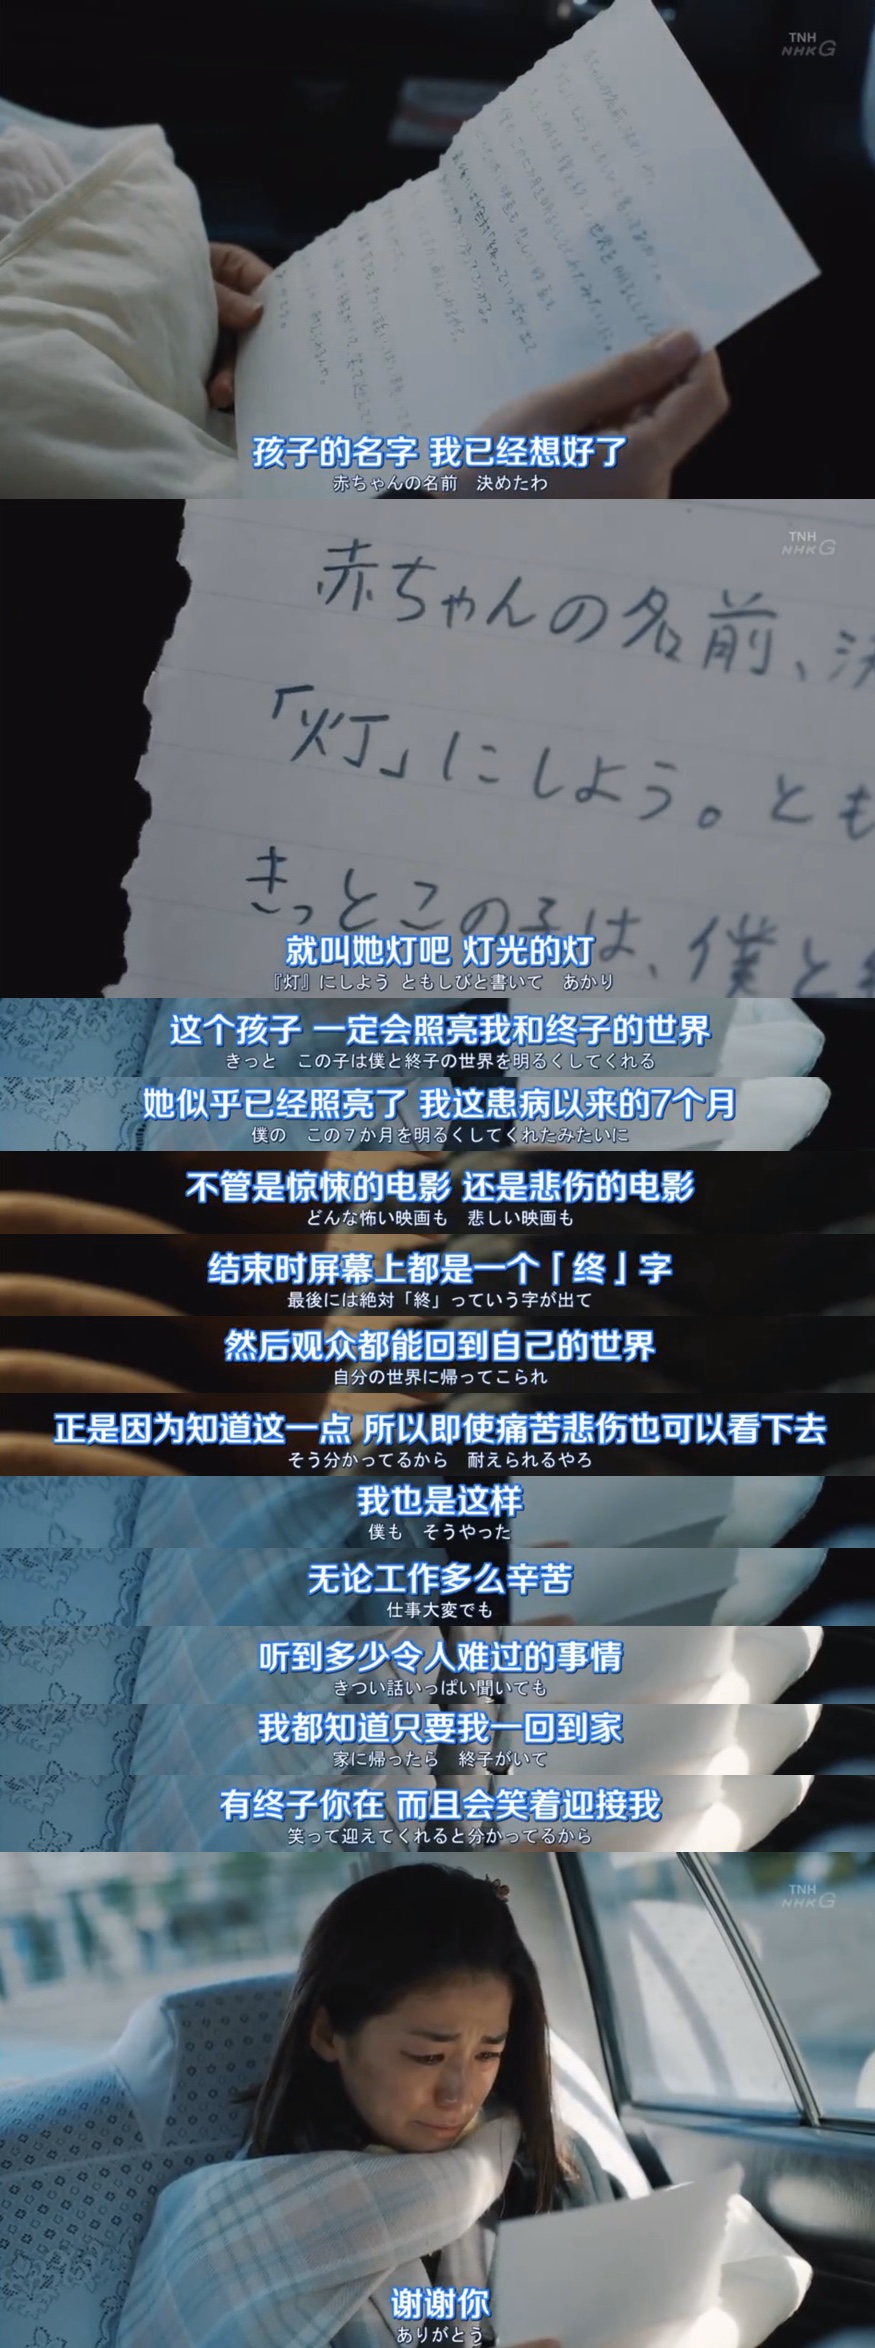 TNH
NHK G
孩子的名字 我已经想好了
赤ちゃんの名前 決めたわ
TNH
NHK G
赤ちゃんの名前、決
「灯」にしよう。とも
きっとこの子は、僕と終
就叫她灯吧 灯光的灯
『灯』にしよう ともしびと書いて あかり
这个孩子 一定会照亮我和终子的世界
きっと この子は僕と終子の世界を明るくしてくれる
她似乎已经照亮了 我这患病以来的7个月
僕の この7か月を明るくしてくれたみたいに
不管是惊悚的电影 还是悲伤的电影
どんな怖い映画も 悲しい映画も
结束时屏幕上都是一个「终」字
最後には絶対「終」っていう字が出て
然后观众都能回到自己的世界
自分の世界に帰ってこられ
正是因为知道这一点 所以即使痛苦悲伤也可以看下去
そう分かってるから 耐えられるやろ
我也是这样
僕も そうやった
无论工作多么辛苦
仕事大変でも
听到多少令人难过的事情
きつい話いっぱい聞いても
我都知道只要我一回到家
家に帰ったら 終子がいて
有终子你在 而且会笑着迎接我
笑って迎えてくれると分かってるから
TNH
NHK G
谢谢你
ありがとう